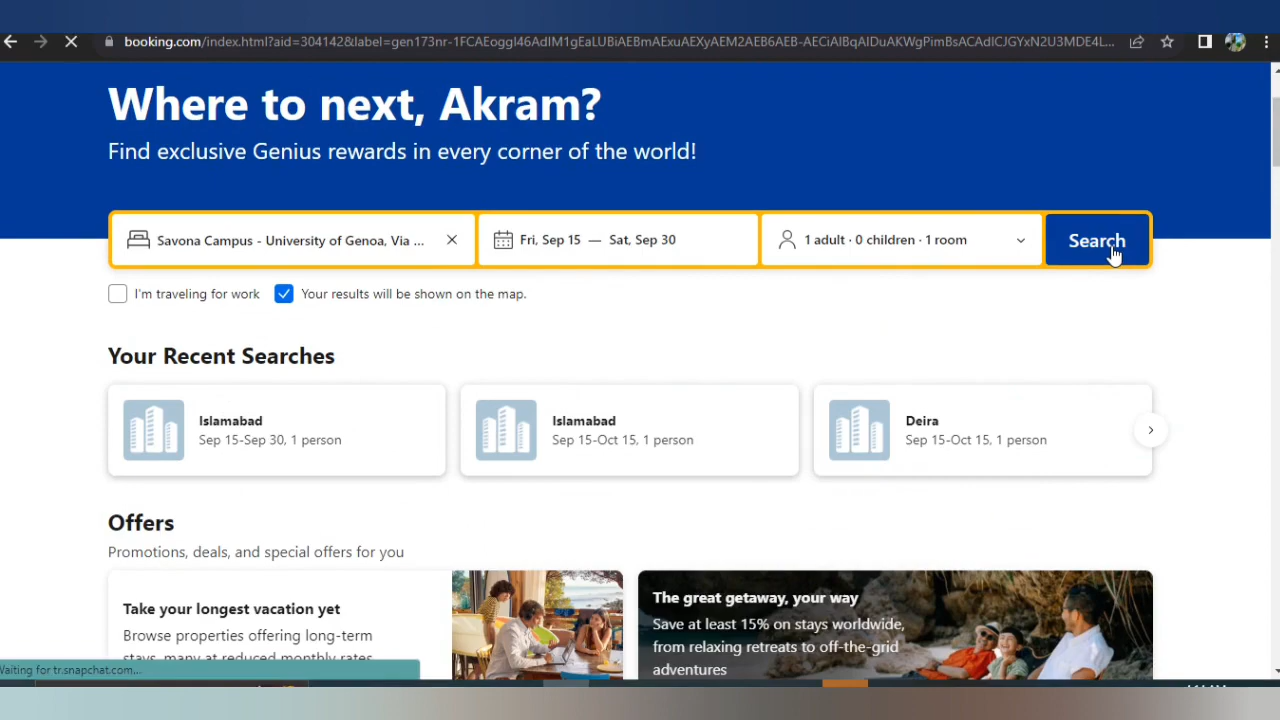 booking.com/index.html?aid=304142&label=gen173nr-1FCAEoggI46AdIM1gEaLUBiAEBmAExuAEXyAEM2AEB6AEB-AECiAIBqAIDuAKWgPimBsACAdICJGYxN2U3MDE4L...
Where to next, Akram?
Find exclusive Genius rewards in every corner of the world!
Savona Campus - University of Genoa, Via ...
Fri, Sep 15 — Sat, Sep 30
1 adult · 0 children · 1 room
Search
I'm traveling for work
Your results will be shown on the map.
Your Recent Searches
Islamabad
Sep 15-Sep 30, 1 person
Islamabad
Sep 15-Oct 15, 1 person
Deira
Sep 15-Oct 15, 1 person
Offers
Promotions, deals, and special offers for you
Take your longest vacation yet
Browse properties offering long-term
stays, many at reduced monthly rates
The great getaway, your way
Save at least 15% on stays worldwide,
from relaxing retreats to off-the-grid
adventures
Waiting for tr.snapchat.com...